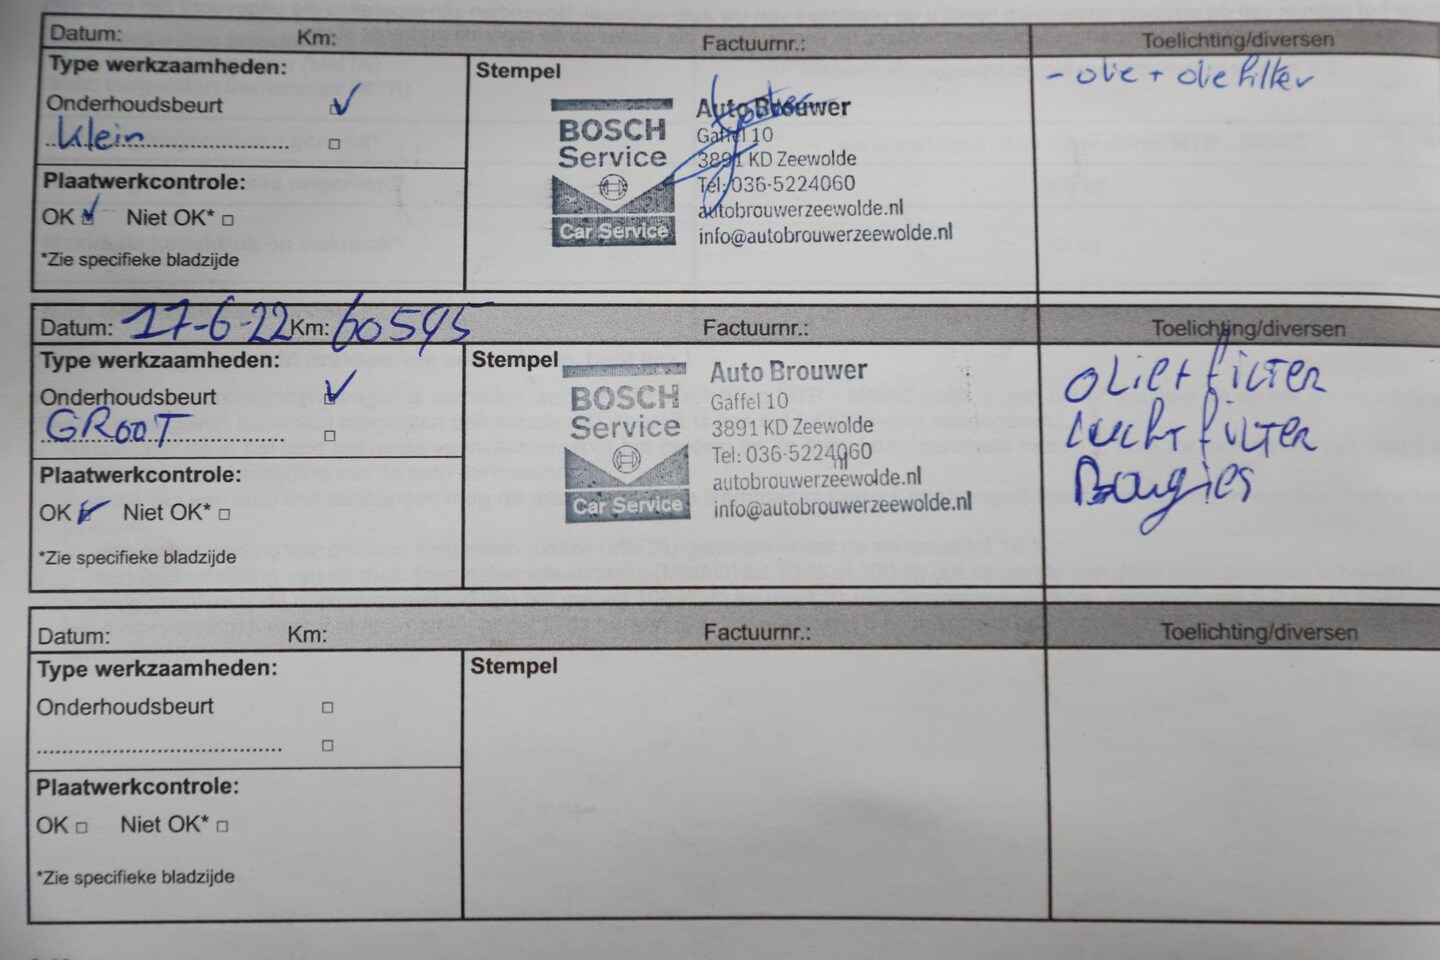 Datum: Km: Factuurnr.: Toelichting/diversen
Type werkzaamheden: Stempel - olie + oliefilter
Onderhoudsbeurt
Klein
Plaatwerkcontrole:
OK Niet OK*
*Zie specifieke bladzijde
BOSCH
Service
Car Service
Auto Brouwer
Gaffel 10
3891 KD Zeewolde
Tel: 036-5224060
autobrouwerzeewolde.nl
info@autobrouwerzeewolde.nl
Datum: 17-6-22 Km: 60595 Factuurnr.: Toelichting/diversen
Type werkzaamheden: Stempel
Onderhoudsbeurt
GROOT
Plaatwerkcontrole:
OK Niet OK*
*Zie specifieke bladzijde
BOSCH
Service
Car Service
Auto Brouwer
Gaffel 10
3891 KD Zeewolde
Tel: 036-5224060
autobrouwerzeewolde.nl
info@autobrouwerzeewolde.nl
OLie+filTER
luchtfilTER
Bougies
Datum: Km: Factuurnr.: Toelichting/diversen
Type werkzaamheden: Stempel
Onderhoudsbeurt
Plaatwerkcontrole:
OK Niet OK*
*Zie specifieke bladzijde